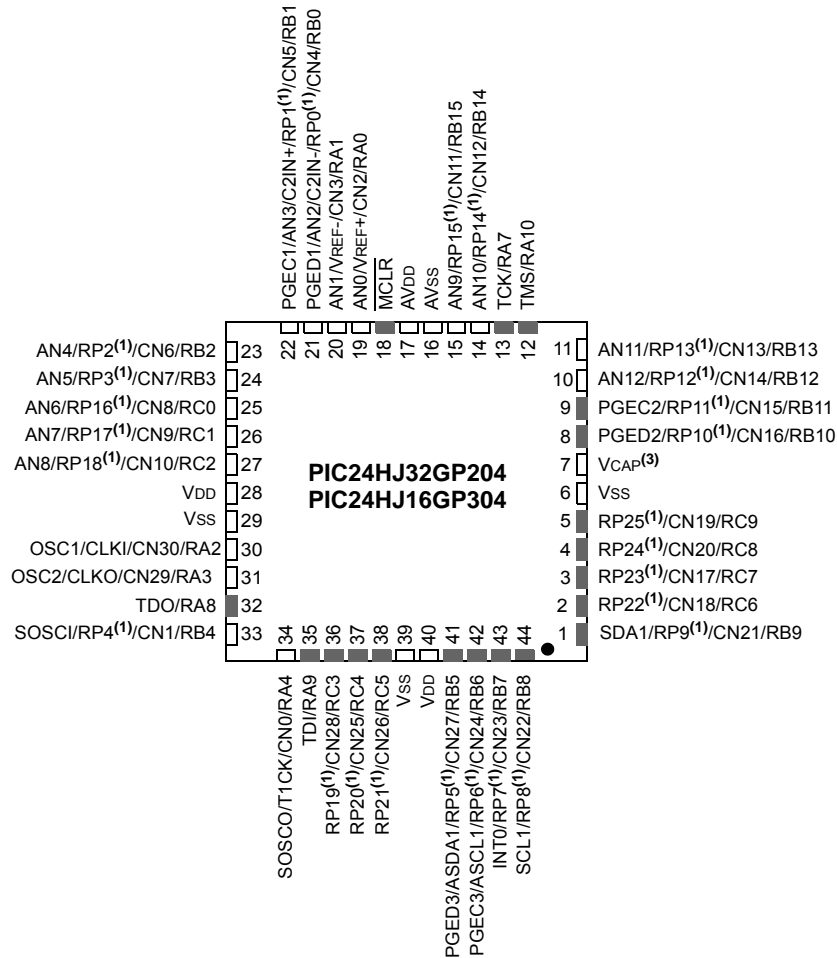 PGEC1/AN3/C2IN+/RP1(1)/CN5/RB1
PGED1/AN2/C2IN-/RP0(1)/CN4/RB0
AN1/VREF-/CN3/RA1
AN0/VREF+/CN2/RA0
MCLR
AVDD
AVSS
AN9/RP15(1)/CN11/RB15
AN10/RP14(1)/CN12/RB14
TCK/RA7
TMS/RA10
22 21 20 19 18 17 16 15 14 13 12
AN4/RP2(1)/CN6/RB2 23
AN5/RP3(1)/CN7/RB3 24
AN6/RP16(1)/CN8/RC0 25
AN7/RP17(1)/CN9/RC1 26
AN8/RP18(1)/CN10/RC2 27
VDD 28
VSS 29
OSC1/CLKI/CN30/RA2 30
OSC2/CLKO/CN29/RA3 31
TDO/RA8 32
SOSCI/RP4(1)/CN1/RB4 33
PIC24HJ32GP204
PIC24HJ16GP304
11 AN11/RP13(1)/CN13/RB13
10 AN12/RP12(1)/CN14/RB12
9 PGEC2/RP11(1)/CN15/RB11
8 PGED2/RP10(1)/CN16/RB10
7 VCAP(3)
6 VSS
5 RP25(1)/CN19/RC9
4 RP24(1)/CN20/RC8
3 RP23(1)/CN17/RC7
2 RP22(1)/CN18/RC6
1 SDA1/RP9(1)/CN21/RB9
34 35 36 37 38 39 40 41 42 43 44
SOSCO/T1CK/CN0/RA4
TDI/RA9
RP19(1)/CN28/RC3
RP20(1)/CN25/RC4
RP21(1)/CN26/RC5
VSS
VDD
PGED3/ASDA1/RP5(1)/CN27/RB5
PGEC3/ASCL1/RP6(1)/CN24/RB6
INT0/RP7(1)/CN23/RB7
SCL1/RP8(1)/CN22/RB8